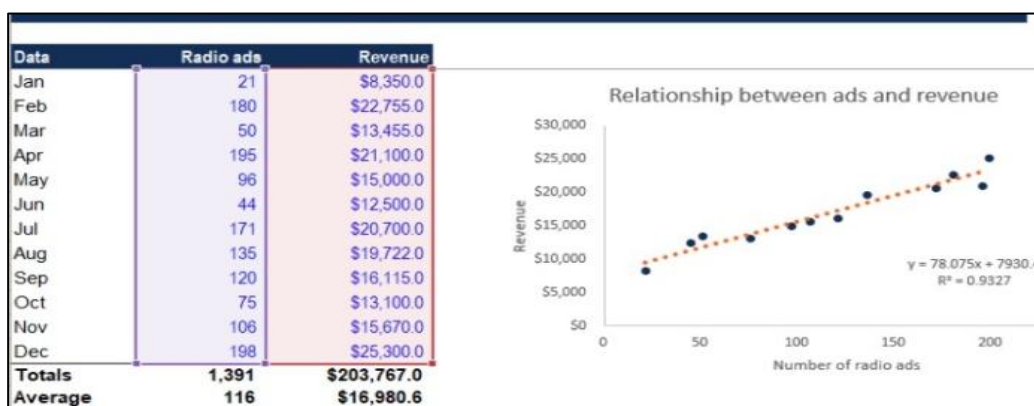 Data Radio ads Revenue
Jan 21 $8,350.0
Feb 180 $22,755.0
Mar 50 $13,455.0
Apr 195 $21,100.0
May 96 $15,000.0
Jun 44 $12,500.0
Jul 171 $20,700.0
Aug 135 $19,722.0
Sep 120 $16,115.0
Oct 75 $13,100.0
Nov 106 $15,670.0
Dec 198 $25,300.0
Totals 1,391 $203,767.0
Average 116 $16,980.6
Relationship between ads and revenue
$30,000
$25,000
$20,000
$15,000
$10,000
$5,000
$0
Revenue
y = 78.075x + 7930.
R² = 0.9327
0 50 100 150 200
Number of radio ads